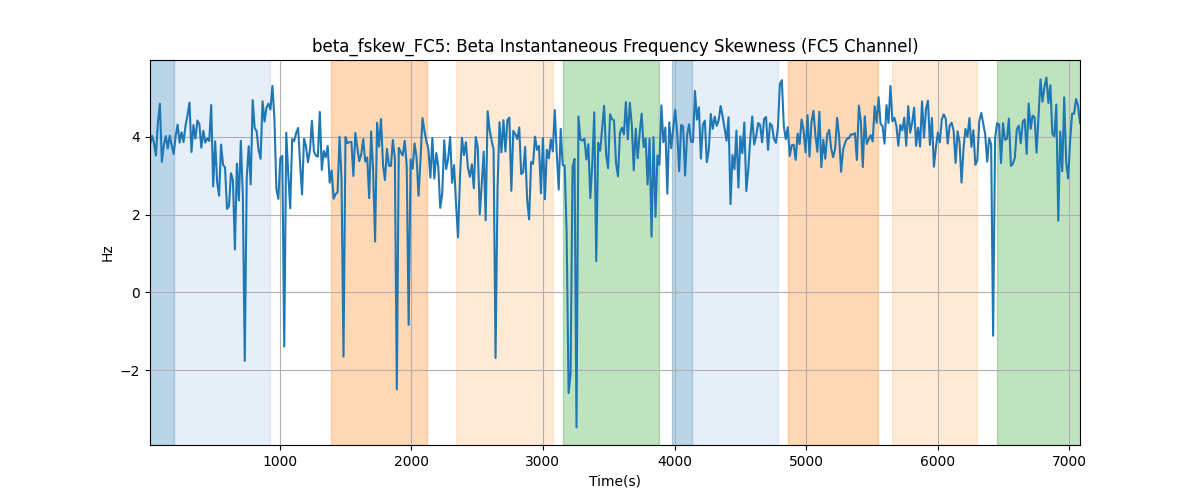 beta_fskew_FC5: Beta Instantaneous Frequency Skewness (FC5 Channel)
Hz
4
2
0
−2
1000 2000 3000 4000 5000 6000 7000
Time(s)